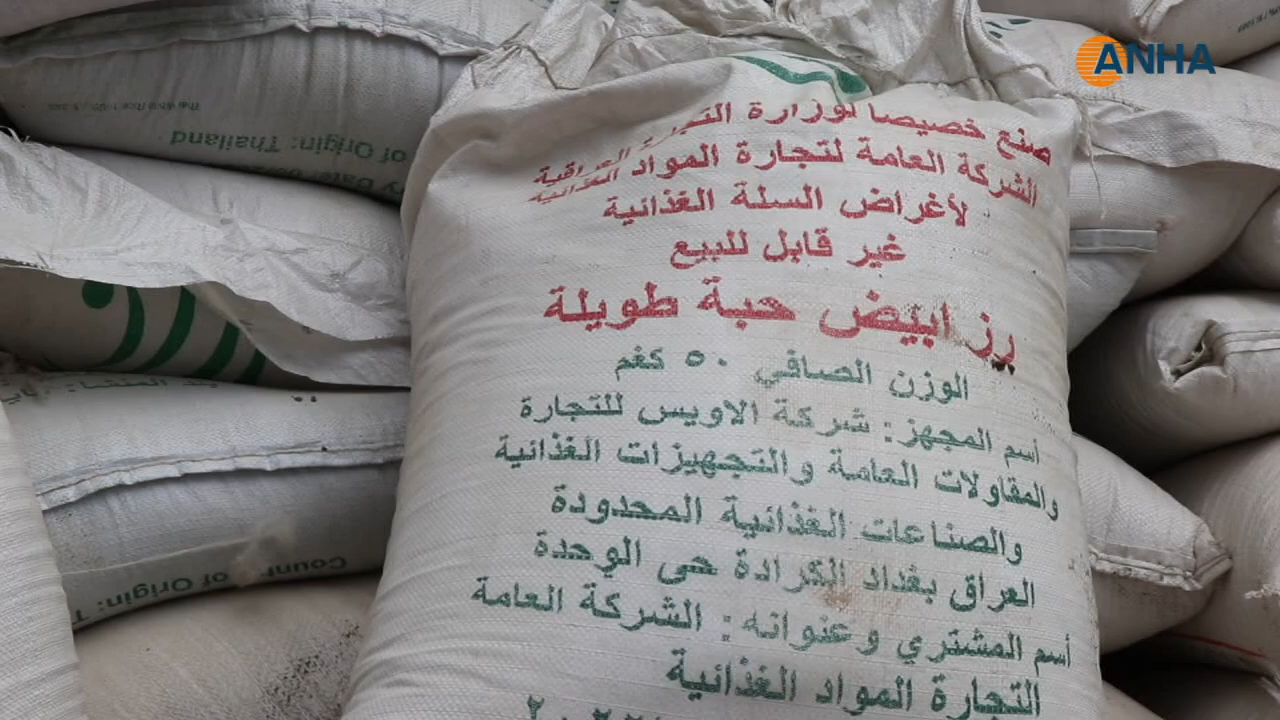 ANHA
صنع خصيصا لوزارة التجارة العراقية
الشركة العامة لتجارة المواد الغذائية
لأغراض السلة الغذائية
غير قابل للبيع
رز ابيض حبة طويلة
الوزن الصافي ٥٠ كغم
أسم المجهز: شركة الاويس للتجارة
والمقاولات العامة والتجهيزات الغذائية
والصناعات الغذائية المحدودة
العراق بغداد الكرادة حي الوحدة
أسم المشتري وعنوانه: الشركة العامة
التجارة المواد الغذائية
of Origin: Thailand
Country of Origin: T